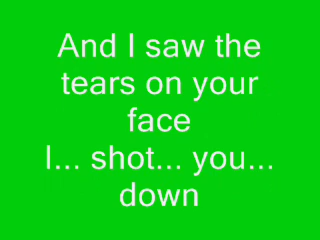 And I saw the
tears on your
face
I... shot... you...
down